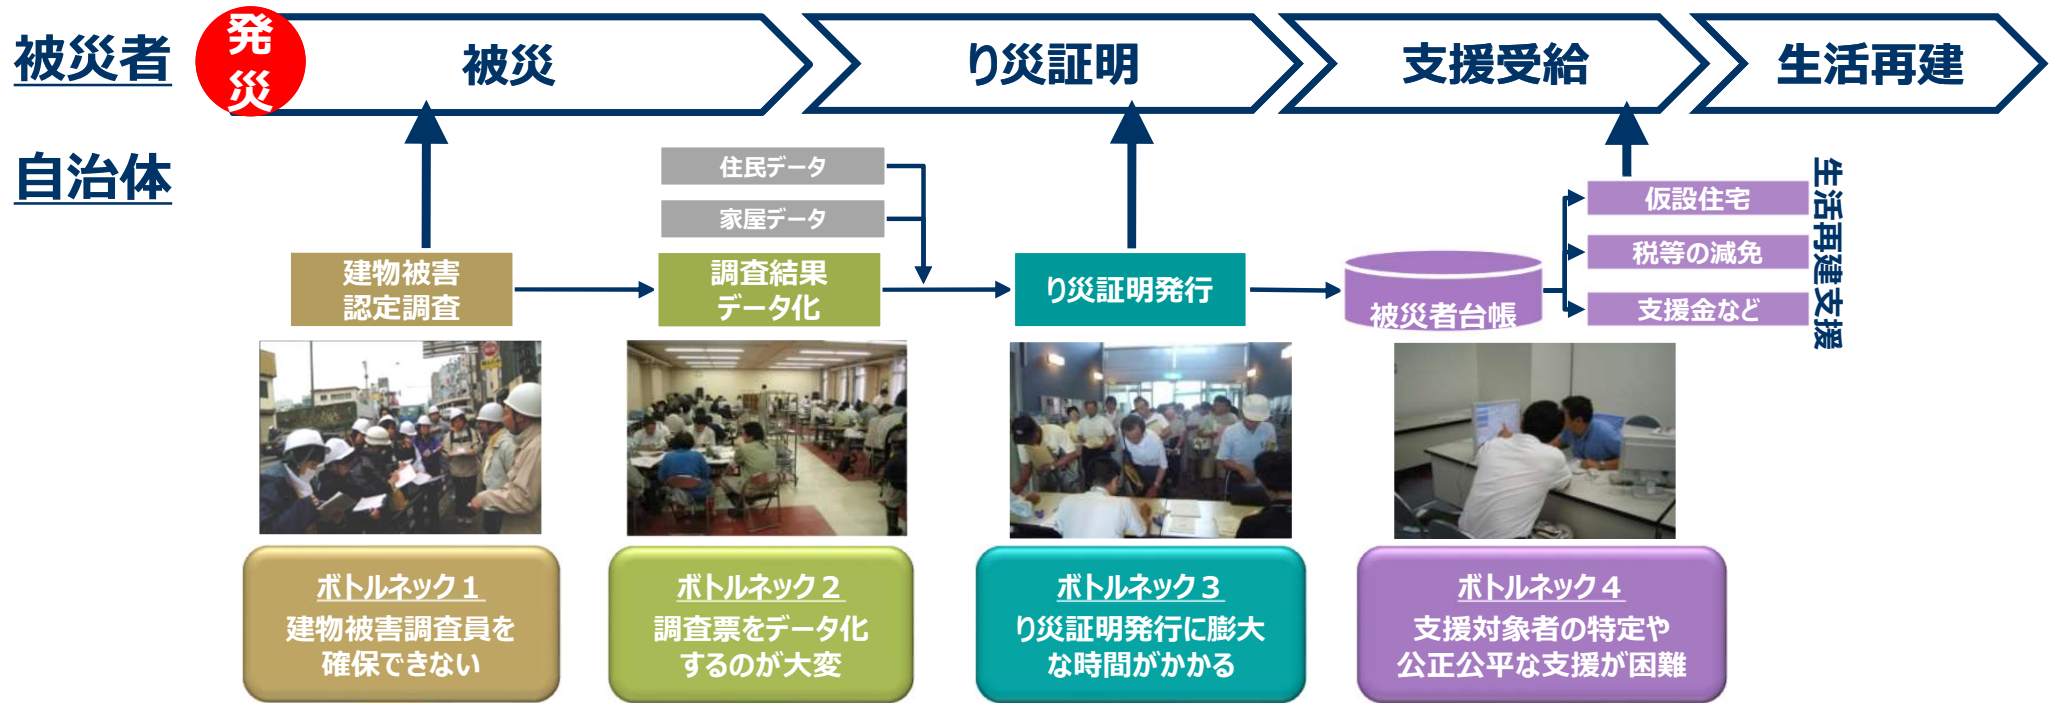 被災者
発
災
被災
り災証明
支援受給
生活再建
自治体
住民データ
家屋データ
建物被害
認定調査
調査結果
データ化
り災証明発行
被災者台帳
仮設住宅
税等の減免
支援金など
生活再建支援
ボトルネック１
建物被害調査員を
確保できない
ボトルネック２
調査票をデータ化
するのが大変
ボトルネック３
り災証明発行に膨大
な時間がかかる
ボトルネック４
支援対象者の特定や
公正公平な支援が困難